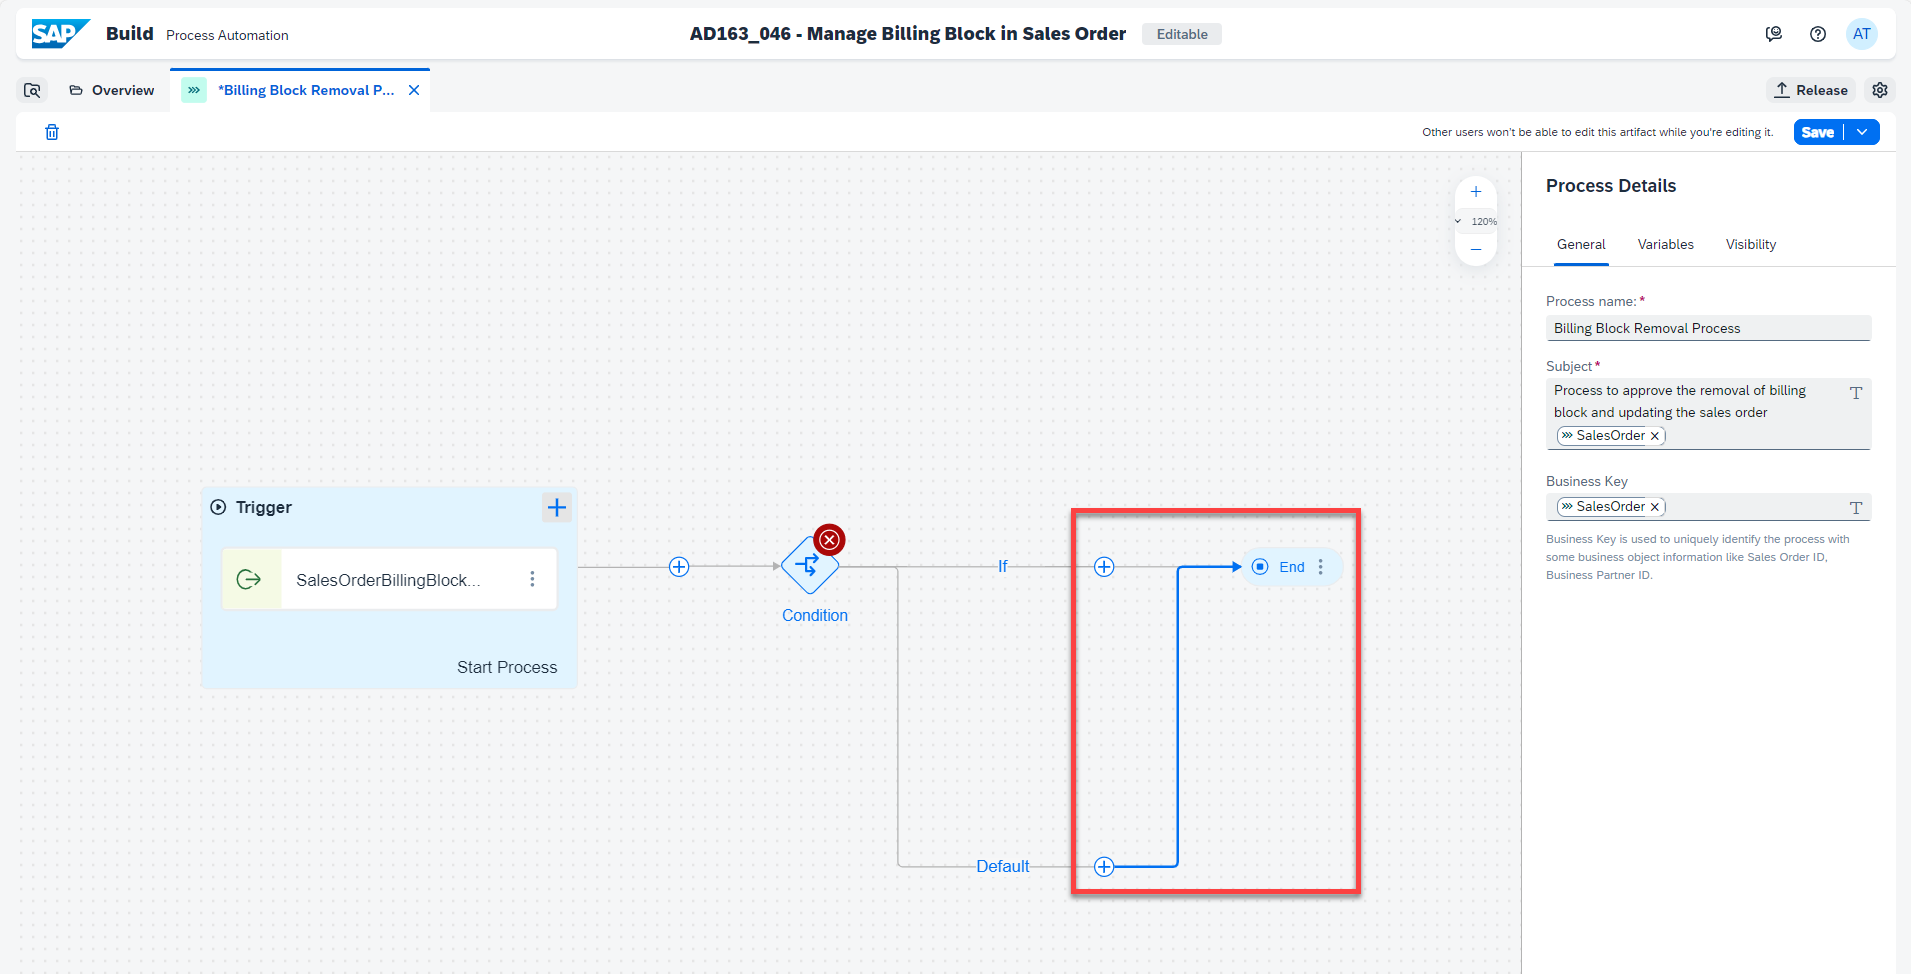 SAP Build Process Automation
AD163_046 - Manage Billing Block in Sales Order Editable
AT
Overview
*Billing Block Removal P...
Release
Other users won't be able to edit this artifact while you're editing it.
Save
120%
Trigger
SalesOrderBillingBlock...
Start Process
Condition
If
End
Default
Process Details
General Variables Visibility
Process name: *
Billing Block Removal Process
Subject *
Process to approve the removal of billing
block and updating the sales order
SalesOrder
Business Key
SalesOrder
Business Key is used to uniquely identify the process with
some business object information like Sales Order ID,
Business Partner ID.